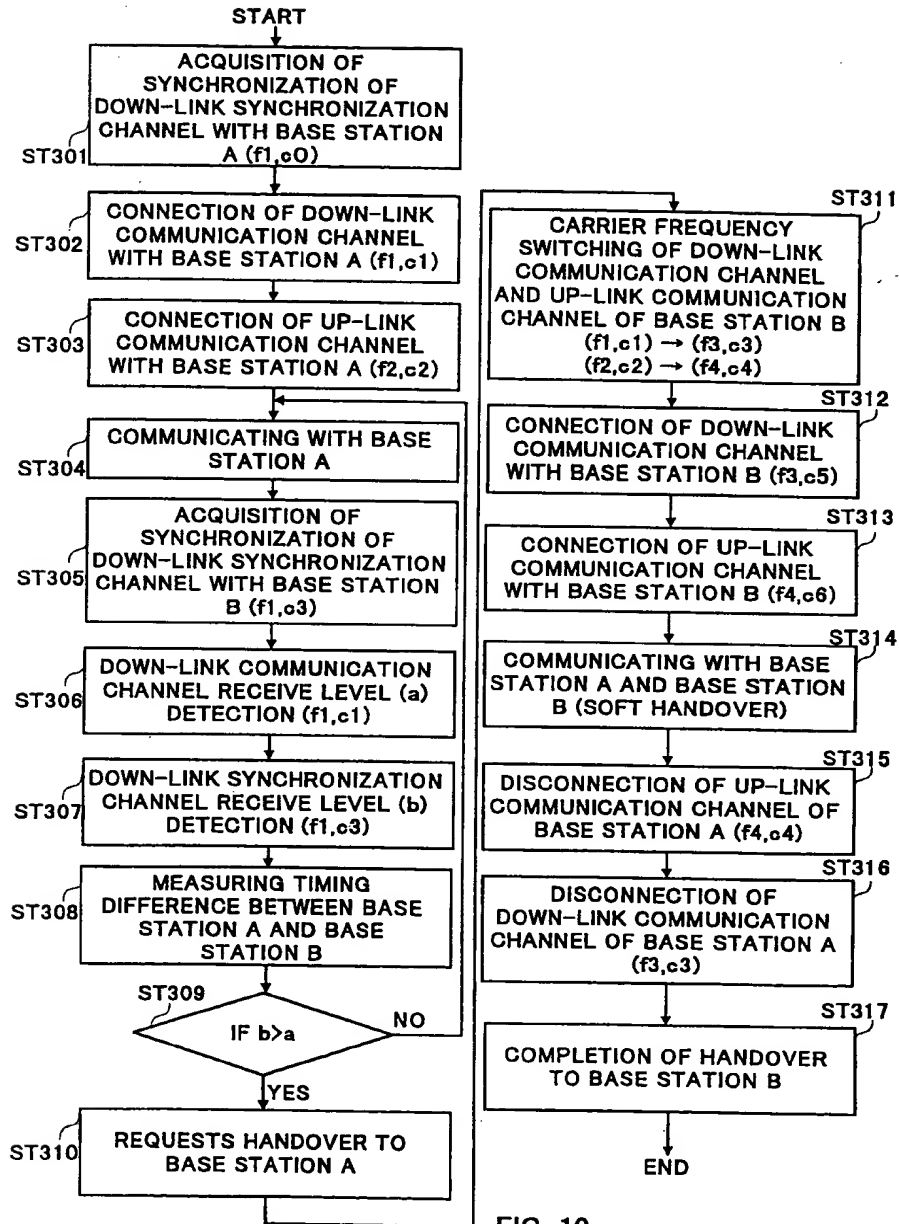 START
ACQUISITION OF
SYNCHRONIZATION OF
DOWN-LINK SYNCHRONIZATION
CHANNEL WITH BASE STATION
A (f1,c0)
ST301
CONNECTION OF DOWN-LINK
COMMUNICATION CHANNEL
WITH BASE STATION A (f1,c1)
ST302
CONNECTION OF UP-LINK
COMMUNICATION CHANNEL
WITH BASE STATION A (f2,c2)
ST303
COMMUNICATING WITH BASE
STATION A
ST304
ACQUISITION OF
SYNCHRONIZATION OF
DOWN-LINK SYNCHRONIZATION
CHANNEL WITH BASE STATION
B (f1,c3)
ST305
DOWN-LINK COMMUNICATION
CHANNEL RECEIVE LEVEL (a)
DETECTION (f1,c1)
ST306
DOWN-LINK SYNCHRONIZATION
CHANNEL RECEIVE LEVEL (b)
DETECTION (f1,c3)
ST307
MEASURING TIMING
DIFFERENCE BETWEEN BASE
STATION A AND BASE
STATION B
ST308
ST309
IF b>a
NO
YES
REQUESTS HANDOVER TO
BASE STATION A
ST310
ST311
CARRIER FREQUENCY
SWITCHING OF DOWN-LINK
COMMUNICATION CHANNEL
AND UP-LINK COMMUNICATION
CHANNEL OF BASE STATION B
(f1,c1) → (f3,c3)
(f2,c2) → (f4,c4)
ST312
CONNECTION OF DOWN-LINK
COMMUNICATION CHANNEL
WITH BASE STATION B (f3,c5)
ST313
CONNECTION OF UP-LINK
COMMUNICATION CHANNEL
WITH BASE STATION B (f4,c6)
ST314
COMMUNICATING WITH BASE
STATION A AND BASE STATION
B (SOFT HANDOVER)
ST315
DISCONNECTION OF UP-LINK
COMMUNICATION CHANNEL OF
BASE STATION A (f4,c4)
ST316
DISCONNECTION OF
DOWN-LINK COMMUNICATION
CHANNEL OF BASE STATION A
(f3,c3)
ST317
COMPLETION OF HANDOVER
TO BASE STATION B
END
FIG. 10